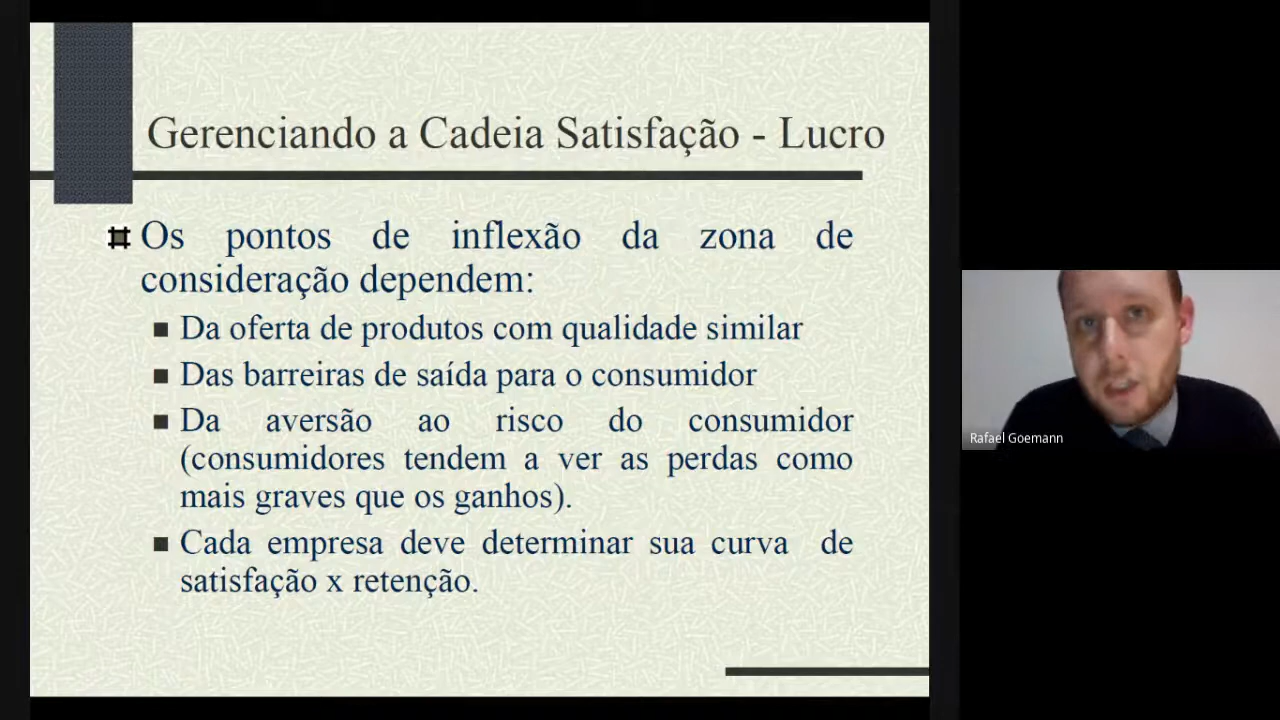 Gerenciando a Cadeia Satisfação - Lucro
Os pontos de inflexão da zona de
consideração dependem:
Da oferta de produtos com qualidade similar
Das barreiras de saída para o consumidor
Da aversão ao risco do consumidor
(consumidores tendem a ver as perdas como
mais graves que os ganhos).
Cada empresa deve determinar sua curva de
satisfação x retenção.
Rafael Goemann